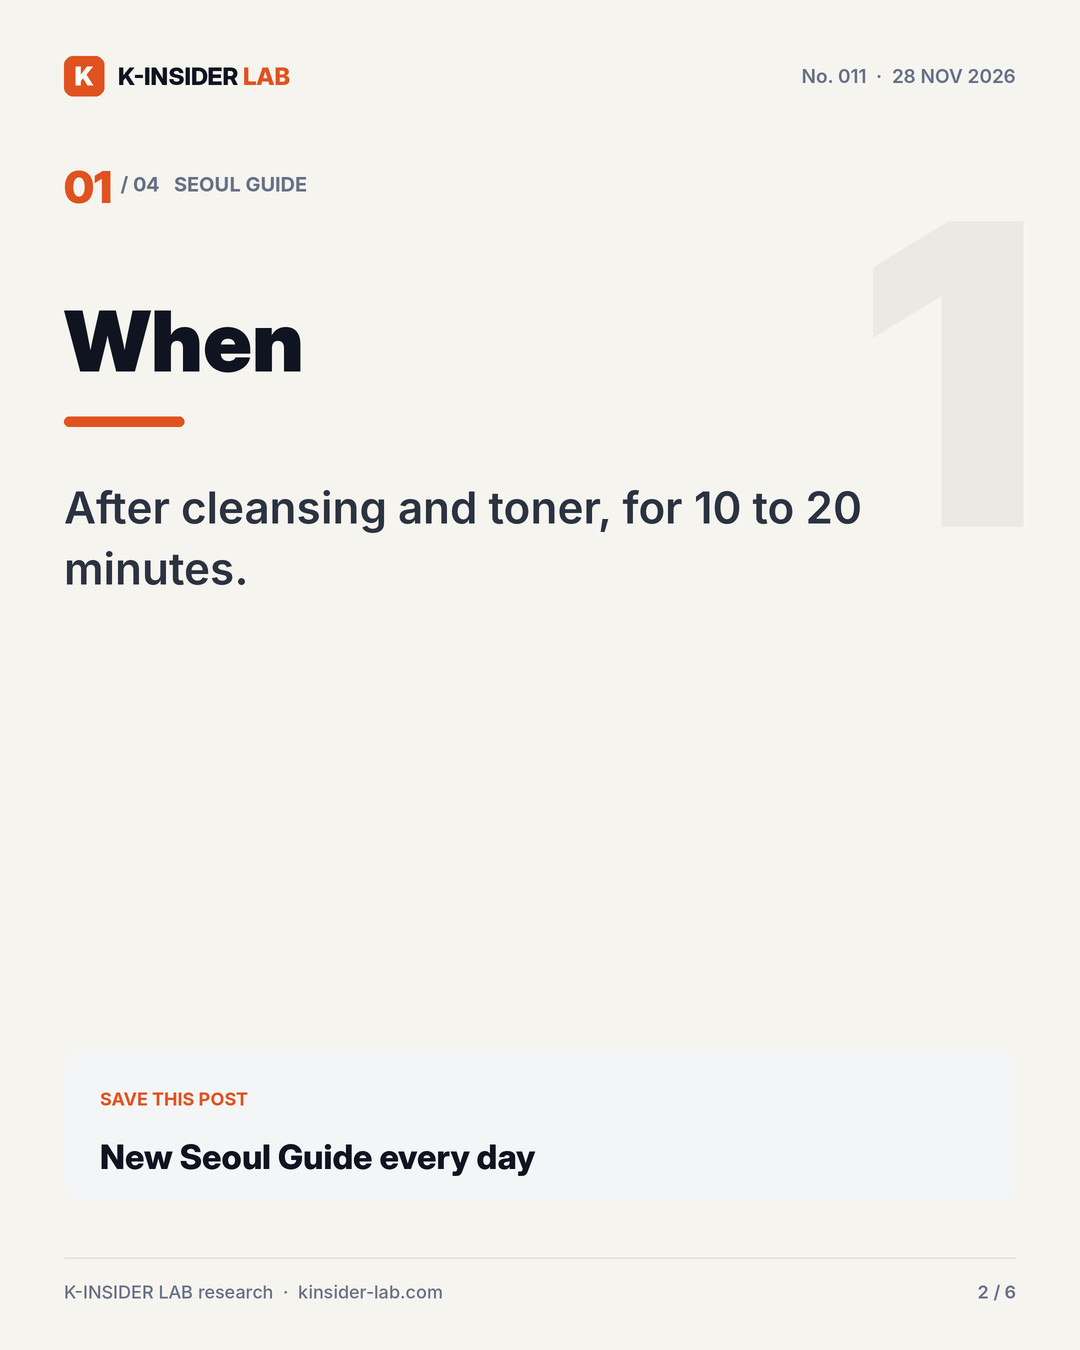 K K-INSIDER LAB
No. 011 · 28 NOV 2026
01 / 04 SEOUL GUIDE
1
When
After cleansing and toner, for 10 to 20
minutes.
SAVE THIS POST
New Seoul Guide every day
K-INSIDER LAB research · kinsider-lab.com
2 / 6